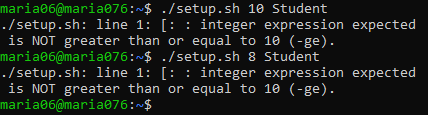 maria06@maria076:~$ ./setup.sh 10 Student
./setup.sh: line 1: [: : integer expression expected
 is NOT greater than or equal to 10 (-ge).
maria06@maria076:~$ ./setup.sh 8 Student
./setup.sh: line 1: [: : integer expression expected
 is NOT greater than or equal to 10 (-ge).
maria06@maria076:~$